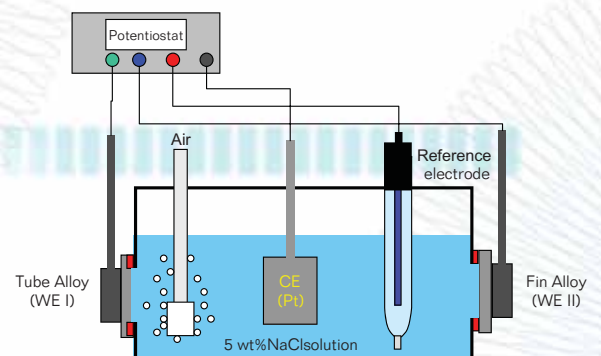 Potentiostat
Air
Reference
electrode
Tube Alloy
(WE I)
CE
(Pt)
Fin Alloy
(WE II)
5 wt%NaClsolution